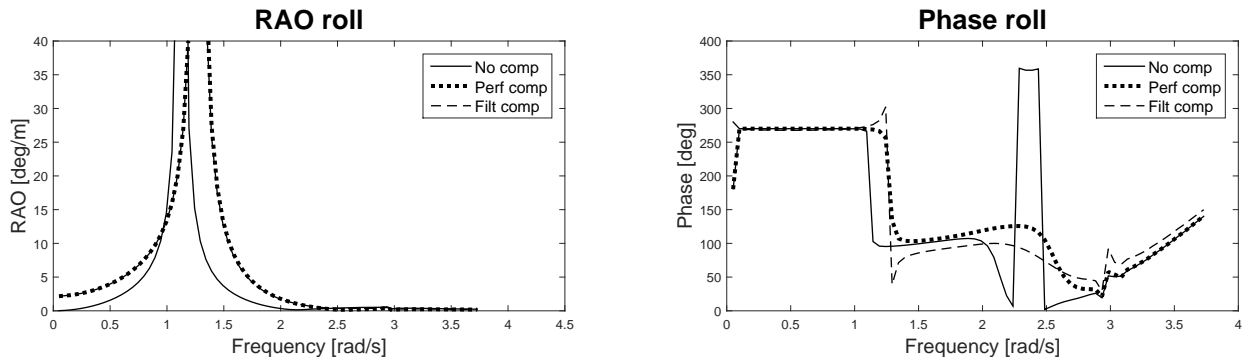 RAO roll
RAO [deg/m]
40
35
30
25
20
15
10
5
0
No comp
Perf comp
Filt comp
0 0.5 1 1.5 2 2.5 3 3.5 4 4.5
Frequency [rad/s]
Phase roll
Phase [deg]
400
350
300
250
200
150
100
50
0
No comp
Perf comp
Filt comp
0 0.5 1 1.5 2 2.5 3 3.5 4
Frequency [rad/s]